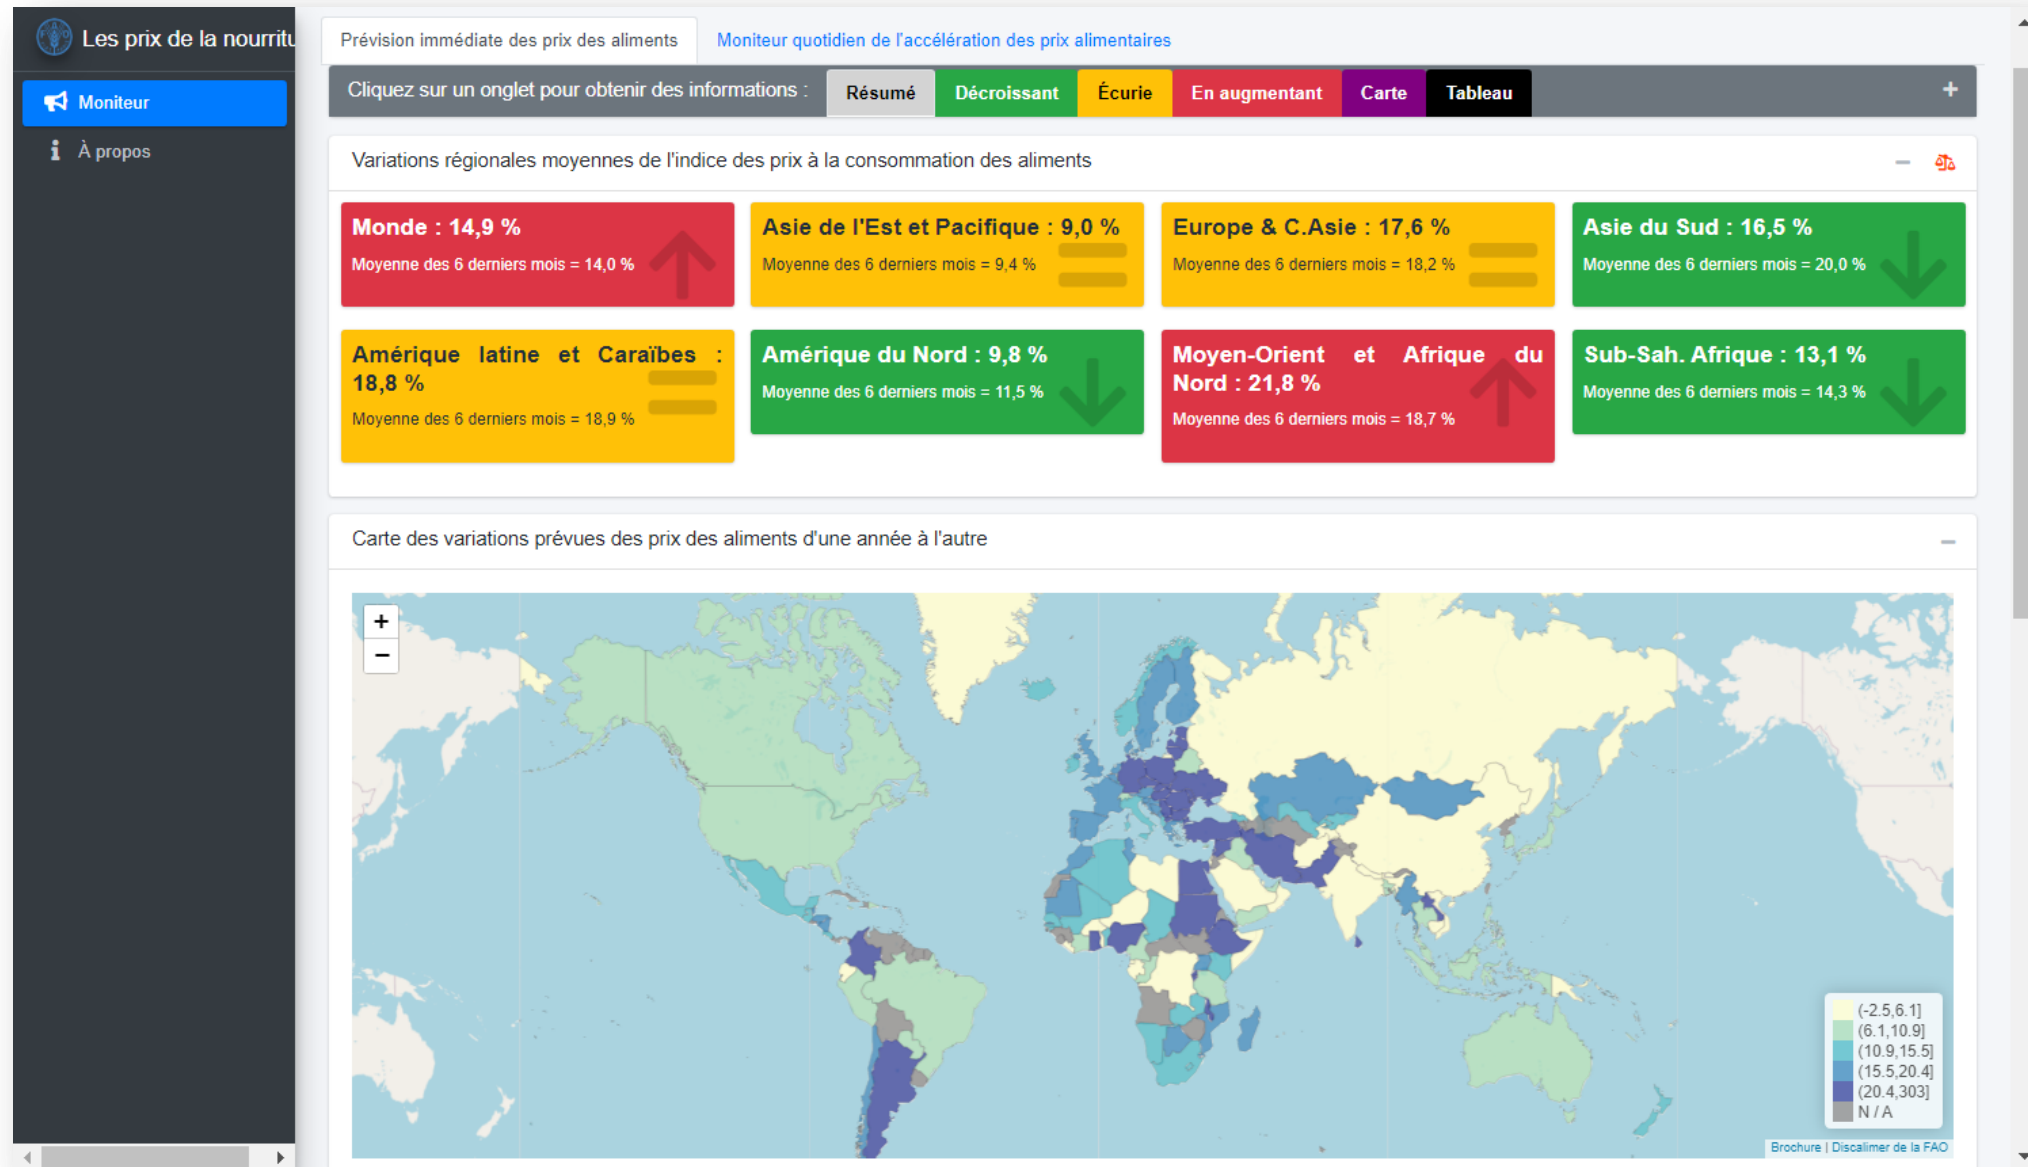 Les prix de la nourritu
Moniteur
À propos
Prévision immédiate des prix des aliments
Moniteur quotidien de l'accélération des prix alimentaires
Cliquez sur un onglet pour obtenir des informations :
Résumé
Décroissant
Écurie
En augmentant
Carte
Tableau
+
Variations régionales moyennes de l'indice des prix à la consommation des aliments
Monde : 14,9 %
Moyenne des 6 derniers mois = 14,0 %
Asie de l'Est et Pacifique : 9,0 %
Moyenne des 6 derniers mois = 9,4 %
Europe & C.Asie : 17,6 %
Moyenne des 6 derniers mois = 18,2 %
Asie du Sud : 16,5 %
Moyenne des 6 derniers mois = 20,0 %
Amérique latine et Caraïbes :
18,8 %
Moyenne des 6 derniers mois = 18,9 %
Amérique du Nord : 9,8 %
Moyenne des 6 derniers mois = 11,5 %
Moyen-Orient et Afrique du
Nord : 21,8 %
Moyenne des 6 derniers mois = 18,7 %
Sub-Sah. Afrique : 13,1 %
Moyenne des 6 derniers mois = 14,3 %
Carte des variations prévues des prix des aliments d'une année à l'autre
+
−
(-2.5,6.1]
(6.1,10.9]
(10.9,15.5]
(15.5,20.4]
(20.4,303]
N / A
Brochure | Discalimer de la FAO